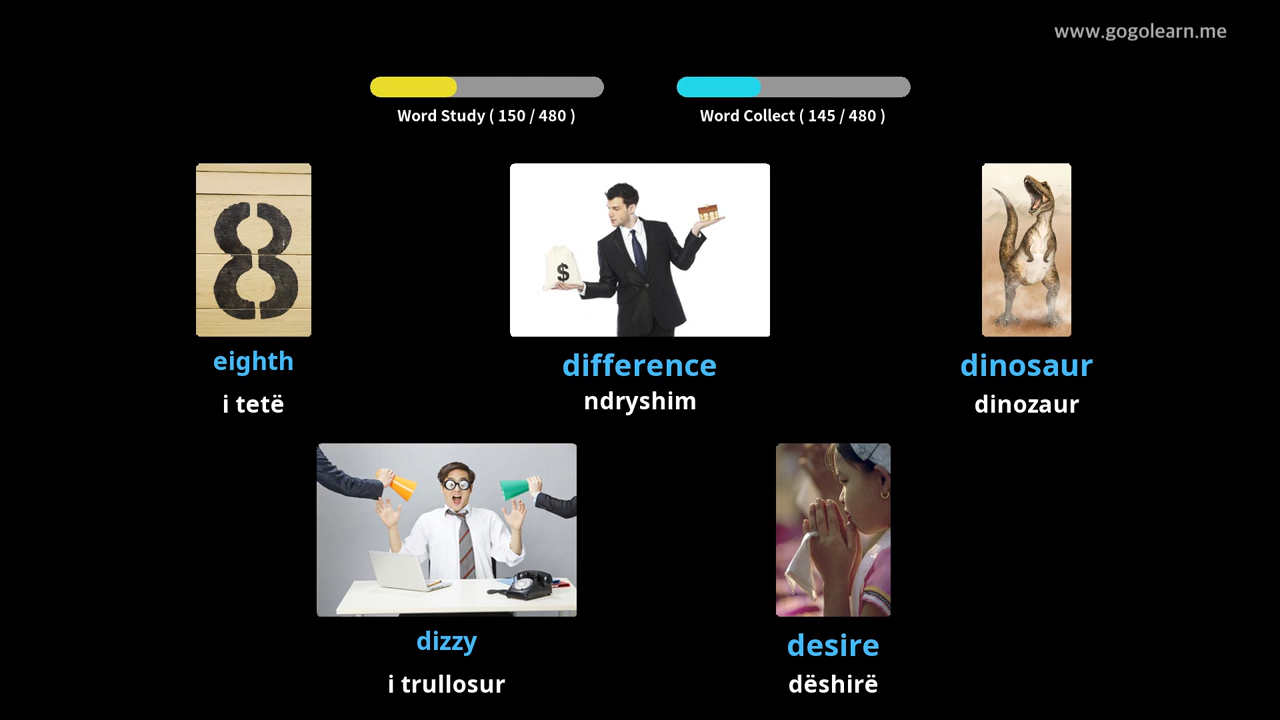 www.gogolearn.me
Word Study ( 150 / 480 )
Word Collect ( 145 / 480 )
8
$
eighth
i tetë
difference
ndryshim
dinosaur
dinozaur
dizzy
i trullosur
desire
dëshirë